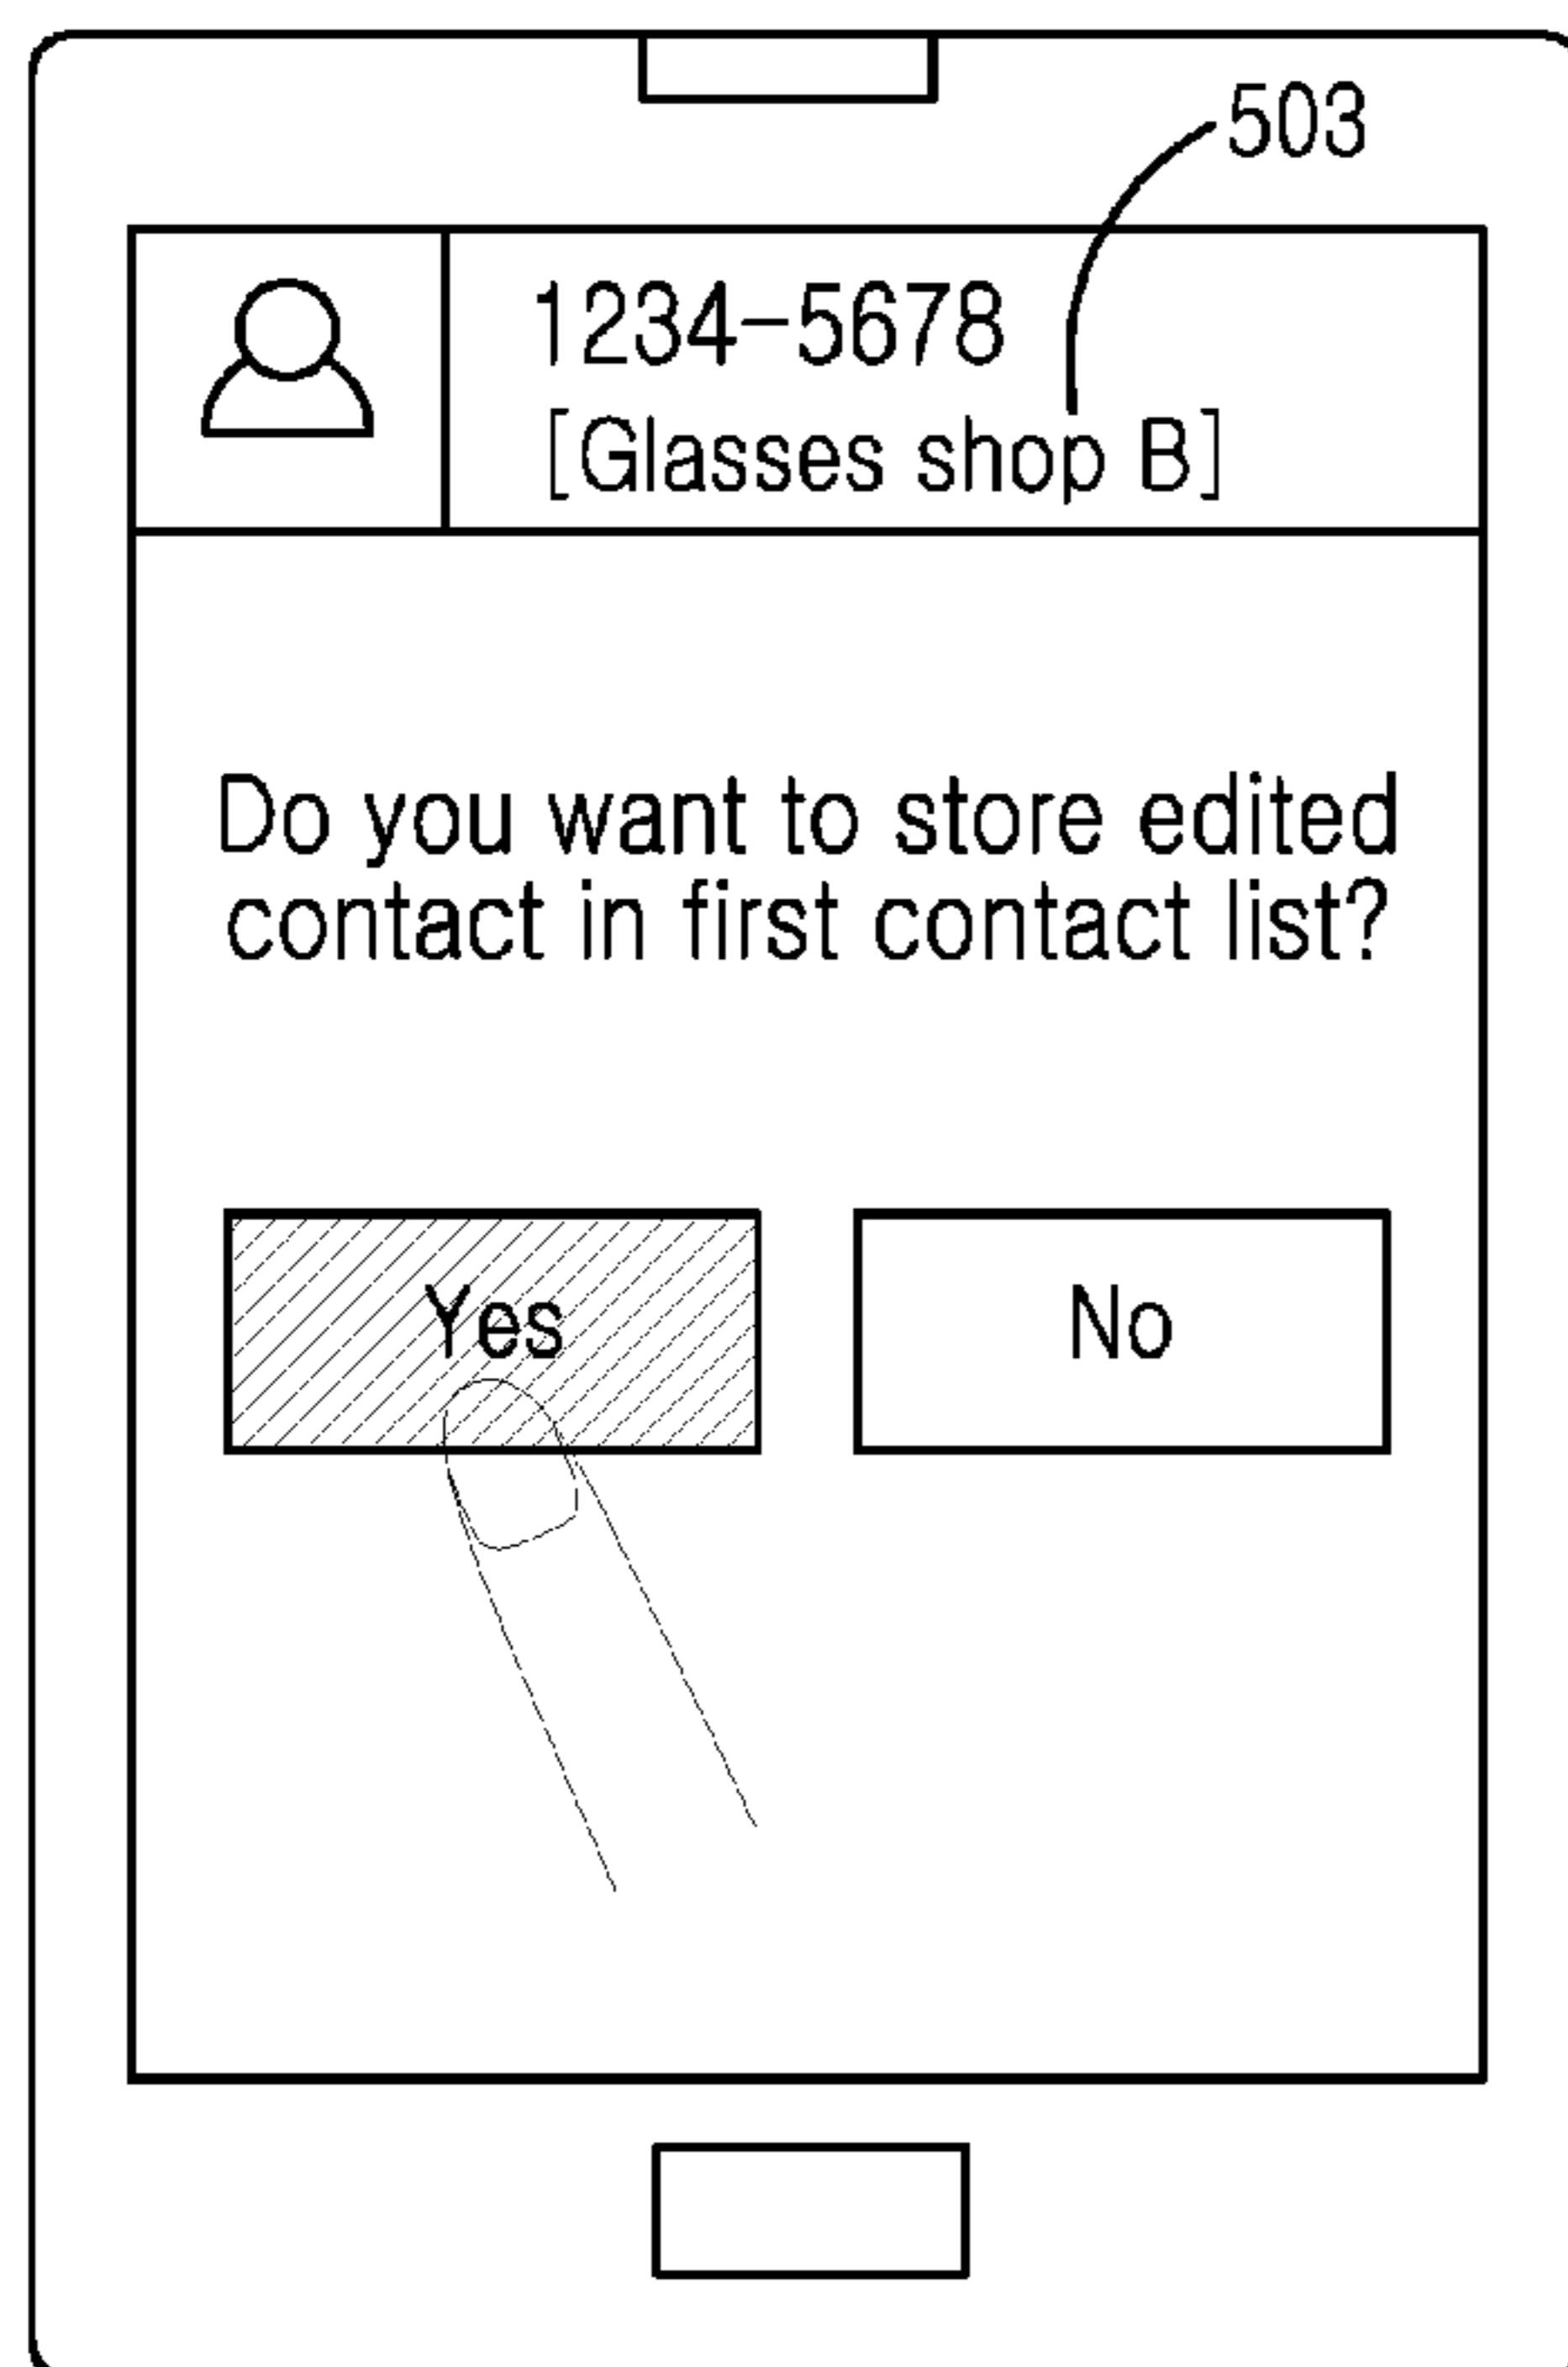 503
1234-5678
[Glasses shop B]
Do you want to store edited
contact in first contact list?
Yes
No